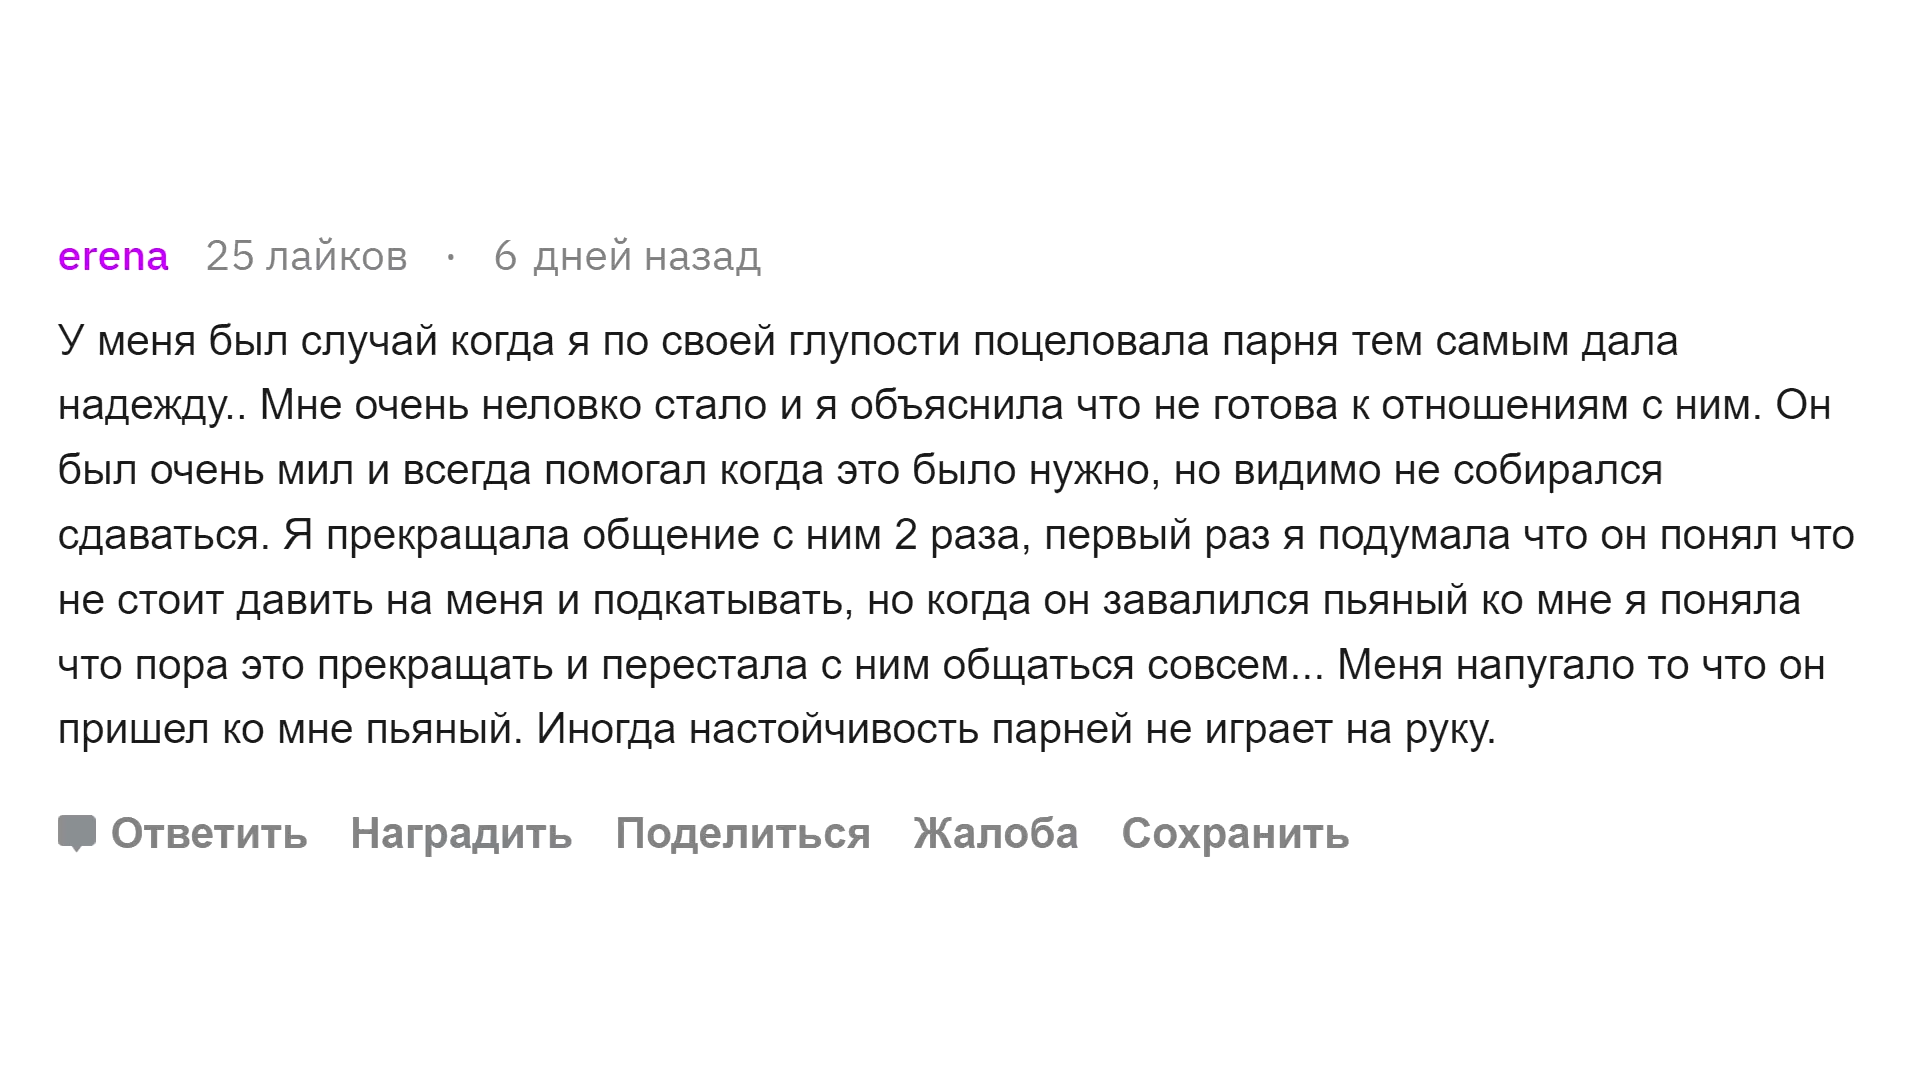 erena 25 лайков · 6 дней назад
У меня был случай когда я по своей глупости поцеловала парня тем самым дала
надежду.. Мне очень неловко стало и я объяснила что не готова к отношениям с ним. Он
был очень мил и всегда помогал когда это было нужно, но видимо не собирался
сдаваться. Я прекращала общение с ним 2 раза, первый раз я подумала что он понял что
не стоит давить на меня и подкатывать, но когда он завалился пьяный ко мне я поняла
что пора это прекращать и перестала с ним общаться совсем... Меня напугало то что он
пришел ко мне пьяный. Иногда настойчивость парней не играет на руку.
Ответить Наградить Поделиться Жалоба Сохранить